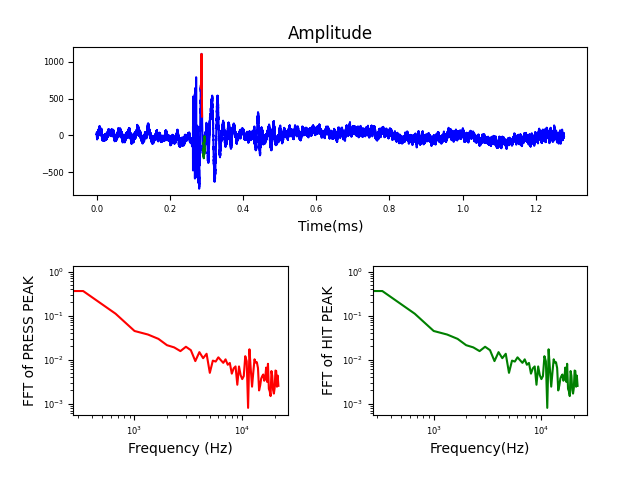 Amplitude
1000
500
0
−500
0.0 0.2 0.4 0.6 0.8 1.0 1.2
Time(ms)
FFT of PRESS PEAK
10⁰
10⁻¹
10⁻²
10⁻³
10³ 10⁴
Frequency (Hz)
FFT of HIT PEAK
10⁰
10⁻¹
10⁻²
10⁻³
10³ 10⁴
Frequency(Hz)